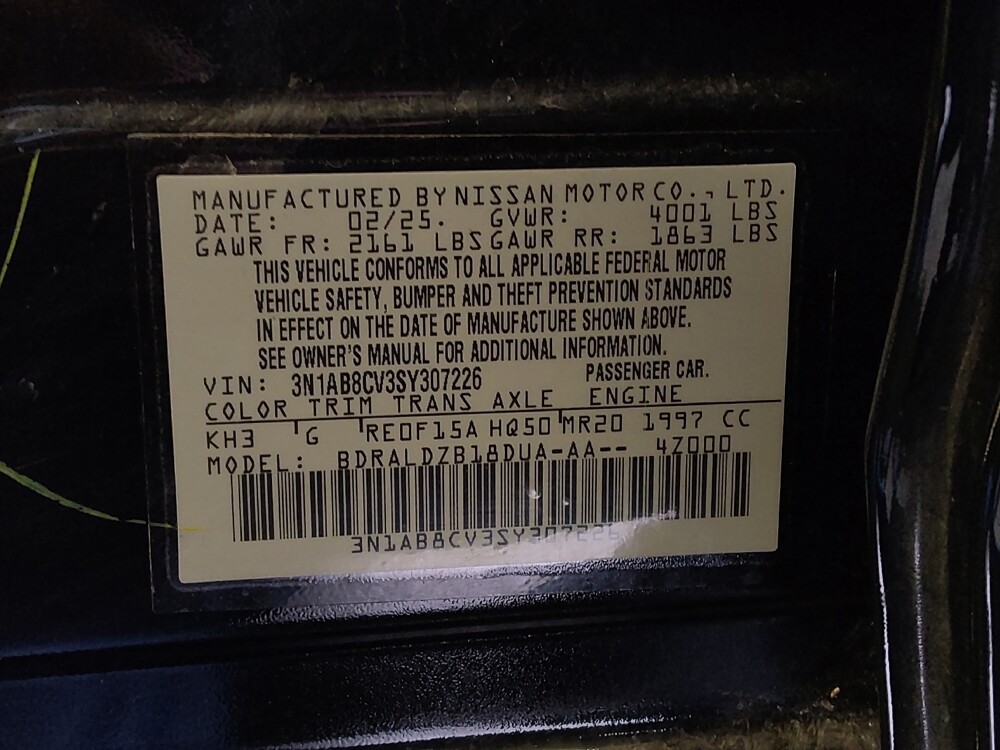 MANUFACTURED BY NISSAN MOTOR CO., LTD.
DATE: 02/25. GVWR: 4001 LBS
GAWR FR: 2161 LBS GAWR RR: 1863 LBS
THIS VEHICLE CONFORMS TO ALL APPLICABLE FEDERAL MOTOR
VEHICLE SAFETY, BUMPER AND THEFT PREVENTION STANDARDS
IN EFFECT ON THE DATE OF MANUFACTURE SHOWN ABOVE.
SEE OWNER'S MANUAL FOR ADDITIONAL INFORMATION.
VIN: 3N1AB8CV3SY307226 PASSENGER CAR.
COLOR TRIM TRANS AXLE ENGINE
KH3 G RE0F15A HQ50 MR20 1997 CC
MODEL: BDRALDZB18DUA-AA-- 4Z000
3N1AB8CV3SY307226